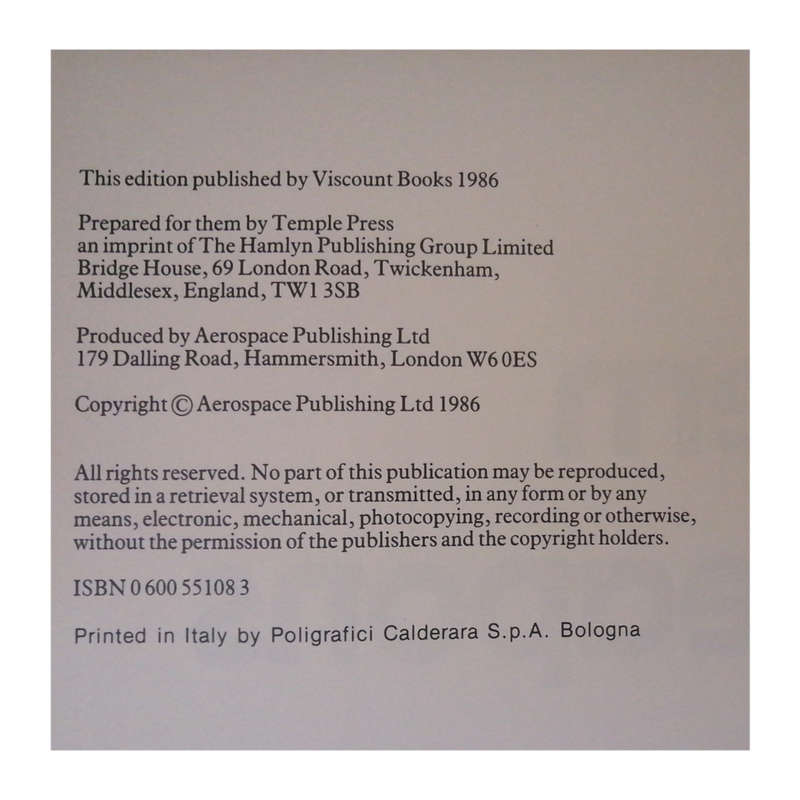 This edition published by Viscount Books 1986
Prepared for them by Temple Press
an imprint of The Hamlyn Publishing Group Limited
Bridge House, 69 London Road, Twickenham,
Middlesex, England, TW1 3SB
Produced by Aerospace Publishing Ltd
179 Dalling Road, Hammersmith, London W6 0ES
Copyright © Aerospace Publishing Ltd 1986
All rights reserved. No part of this publication may be reproduced,
stored in a retrieval system, or transmitted, in any form or by any
means, electronic, mechanical, photocopying, recording or otherwise,
without the permission of the publishers and the copyright holders.
ISBN 0 600 55108 3
Printed in Italy by Poligrafici Calderara S.p.A. Bologna